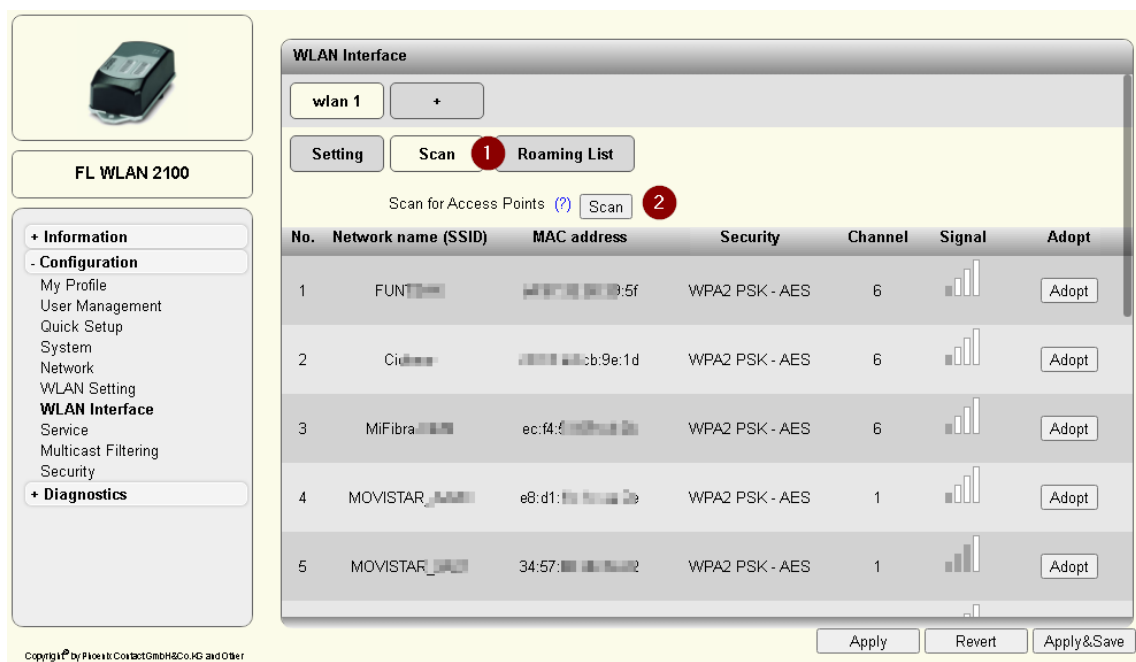 WLAN Interface
wlan 1 +
Setting Scan 1 Roaming List
FL WLAN 2100
Scan for Access Points (?) Scan 2
+ Information
- Configuration
My Profile
User Management
Quick Setup
System
Network
WLAN Setting
WLAN Interface
Service
Multicast Filtering
Security
+ Diagnostics
No. Network name (SSID) MAC address Security Channel Signal Adopt
1 FUNT :5f WPA2 PSK - AES 6 Adopt
2 cb:9e:1d WPA2 PSK - AES 6 Adopt
3 MiFibra ec:f4: WPA2 PSK - AES 6 Adopt
4 MOVISTAR_ e8:d1: WPA2 PSK - AES 1 Adopt
5 MOVISTAR_ 34:57: WPA2 PSK - AES 1 Adopt
Apply Revert Apply&Save
Copyright© by Phoenix Contact GmbH&Co.KG and Other